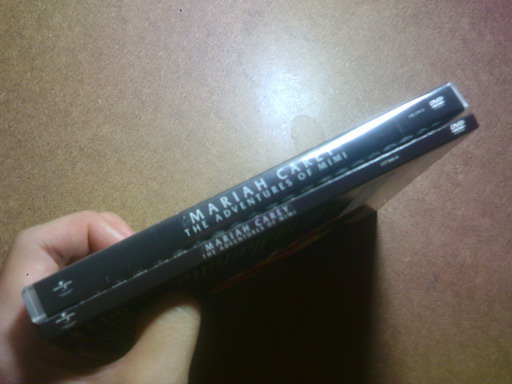 MARIAH CAREY
THE ADVENTURES OF MIMI
DVD
MARIAH CAREY
THE ADVENTURES OF MIMI
DVD